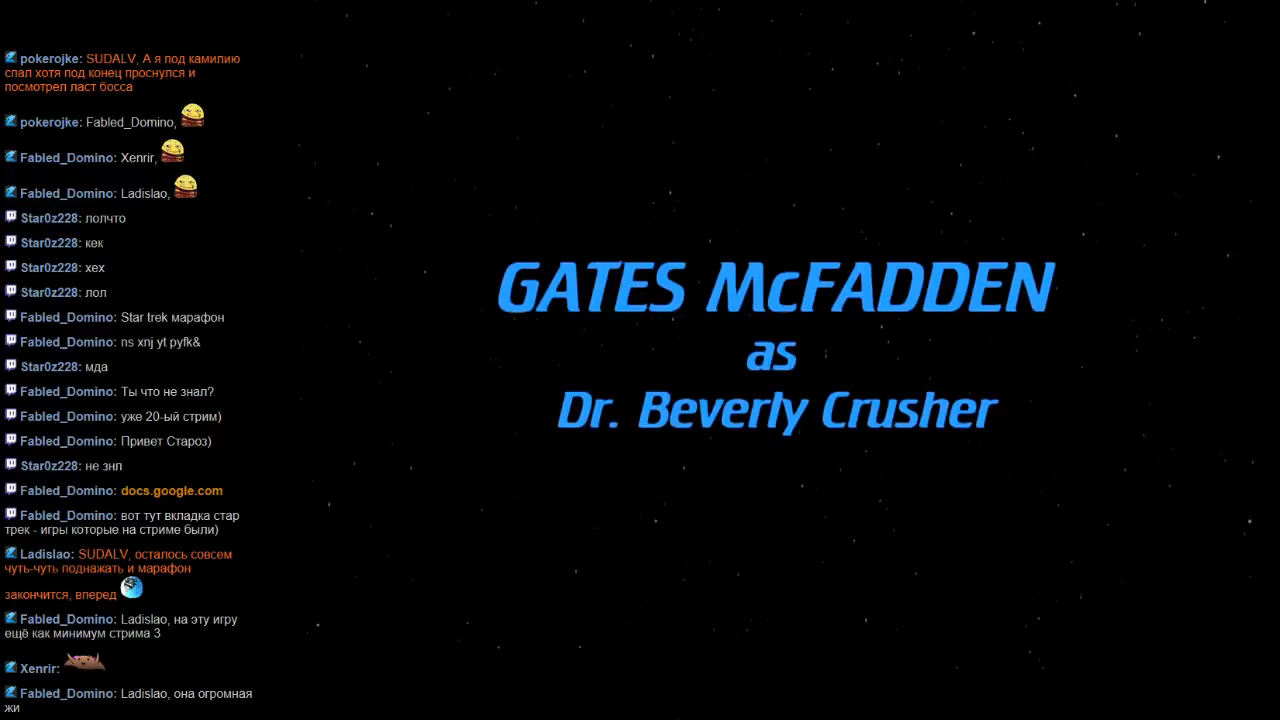 pokerojke: SUDALV, А я под камилию
спал хотя под конец проснулся и
посмотрел ласт босса
pokerojke: Fabled_Domino,
Fabled_Domino: Xenrir,
Fabled_Domino: Ladislao,
Star0z228: лолчто
Star0z228: кек
Star0z228: хех
Star0z228: лол
Fabled_Domino: Star trek марафон
Fabled_Domino: ns xnj yt pyfk&
Star0z228: мда
Fabled_Domino: Ты что не знал?
Fabled_Domino: уже 20-ый стрим)
Fabled_Domino: Привет Староз)
Star0z228: не знл
Fabled_Domino: docs.google.com
Fabled_Domino: вот тут вкладка стар
трек - игры которые на стриме были)
Ladislao: SUDALV, осталось совсем
чуть-чуть поднажать и марафон
закончится, вперед
Fabled_Domino: Ladislao, на эту игру
ещё как минимум стрима 3
Xenrir:
Fabled_Domino: Ladislao, она огромная
жи
GATES McFADDEN
as
Dr. Beverly Crusher